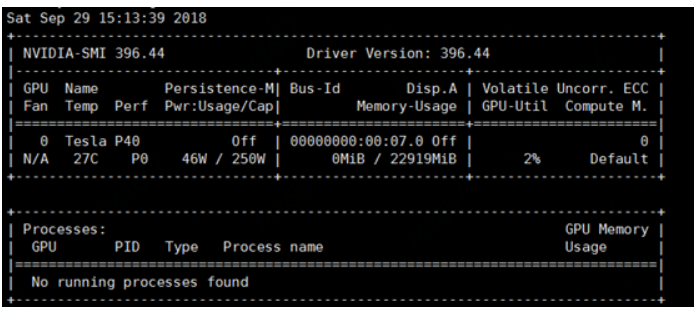 Sat Sep 29 15:13:39 2018
+-----------------------------------------------------------------------------+
| NVIDIA-SMI 396.44                 Driver Version: 396.44                    |
|-------------------------------+----------------------+----------------------+
| GPU  Name        Persistence-M| Bus-Id        Disp.A | Volatile Uncorr. ECC |
| Fan  Temp  Perf  Pwr:Usage/Cap|         Memory-Usage | GPU-Util  Compute M. |
|===============================+======================+======================|
|   0  Tesla P40           Off  | 00000000:00:07.0 Off |                    0 |
| N/A   27C    P0    46W / 250W |      0MiB / 22919MiB |      2%      Default |
+-------------------------------+----------------------+----------------------+

+-----------------------------------------------------------------------------+
| Processes:                                                       GPU Memory |
|  GPU       PID   Type   Process name                             Usage      |
|=============================================================================|
|  No running processes found                                                 |
+-----------------------------------------------------------------------------+